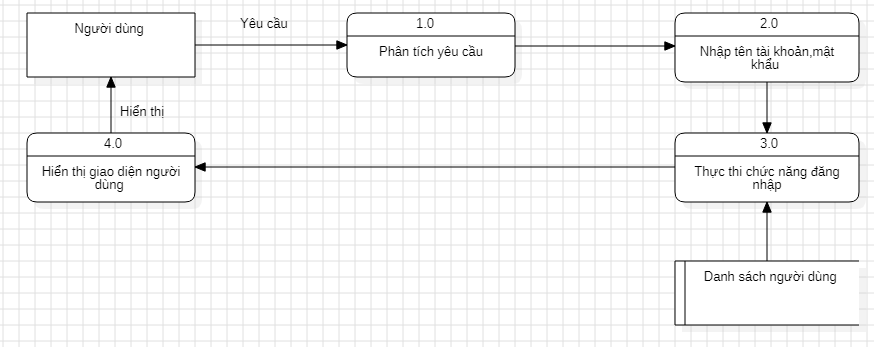 Người dùng
Yêu cầu
1.0
Phân tích yêu cầu
2.0
Nhập tên tài khoản,mật
khẩu
Hiển thị
4.0
Hiển thị giao diện người
dùng
3.0
Thực thi chức năng đăng
nhập
Danh sách người dùng